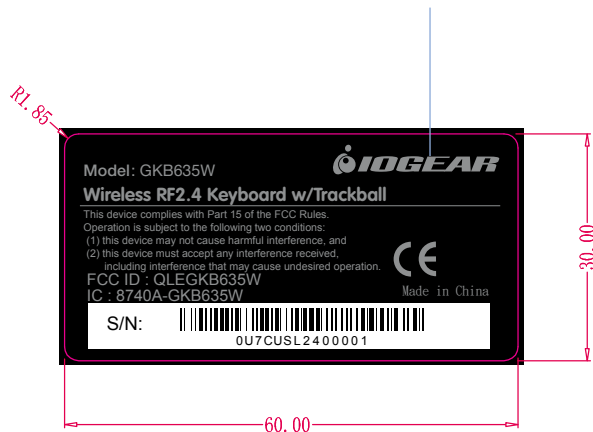 R1.85
IOGEAR
Model: GKB635W
Wireless RF2.4 Keyboard w/Trackball
This device complies with Part 15 of the FCC Rules.
Operation is subject to the following two conditions:
(1) this device may not cause harmful interference, and
(2) this device must accept any interference received,
including interference that may cause undesired operation.
CE
FCC ID : QLEGKB635W
IC : 8740A-GKB635W
Made in China
S/N:
0U7CUSL2400001
30.00
60.00